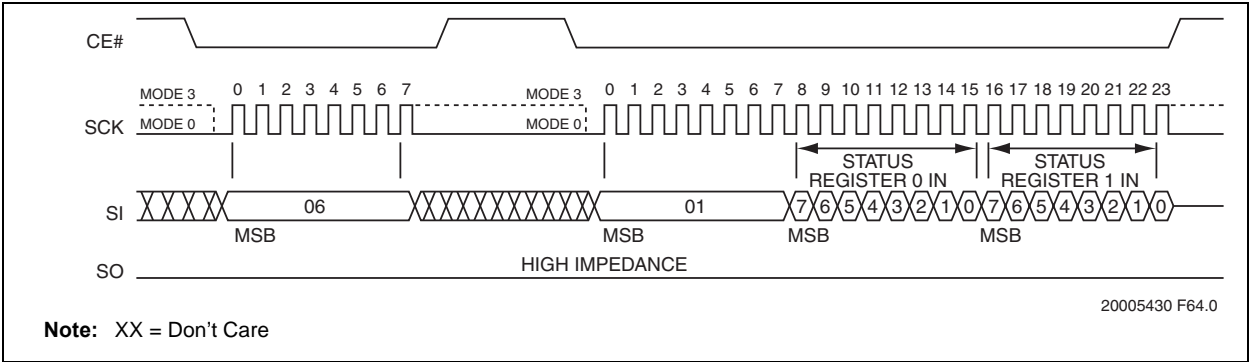 CE#
MODE 3 0 1 2 3 4 5 6 7 MODE 3 0 1 2 3 4 5 6 7 8 9 10 11 12 13 14 15 16 17 18 19 20 21 22 23
SCK MODE 0 MODE 0
STATUS STATUS
REGISTER 0 IN REGISTER 1 IN
SI 06 01 7 6 5 4 3 2 1 0 7 6 5 4 3 2 1 0
MSB MSB MSB MSB
SO HIGH IMPEDANCE
20005430 F64.0
Note: XX = Don't Care